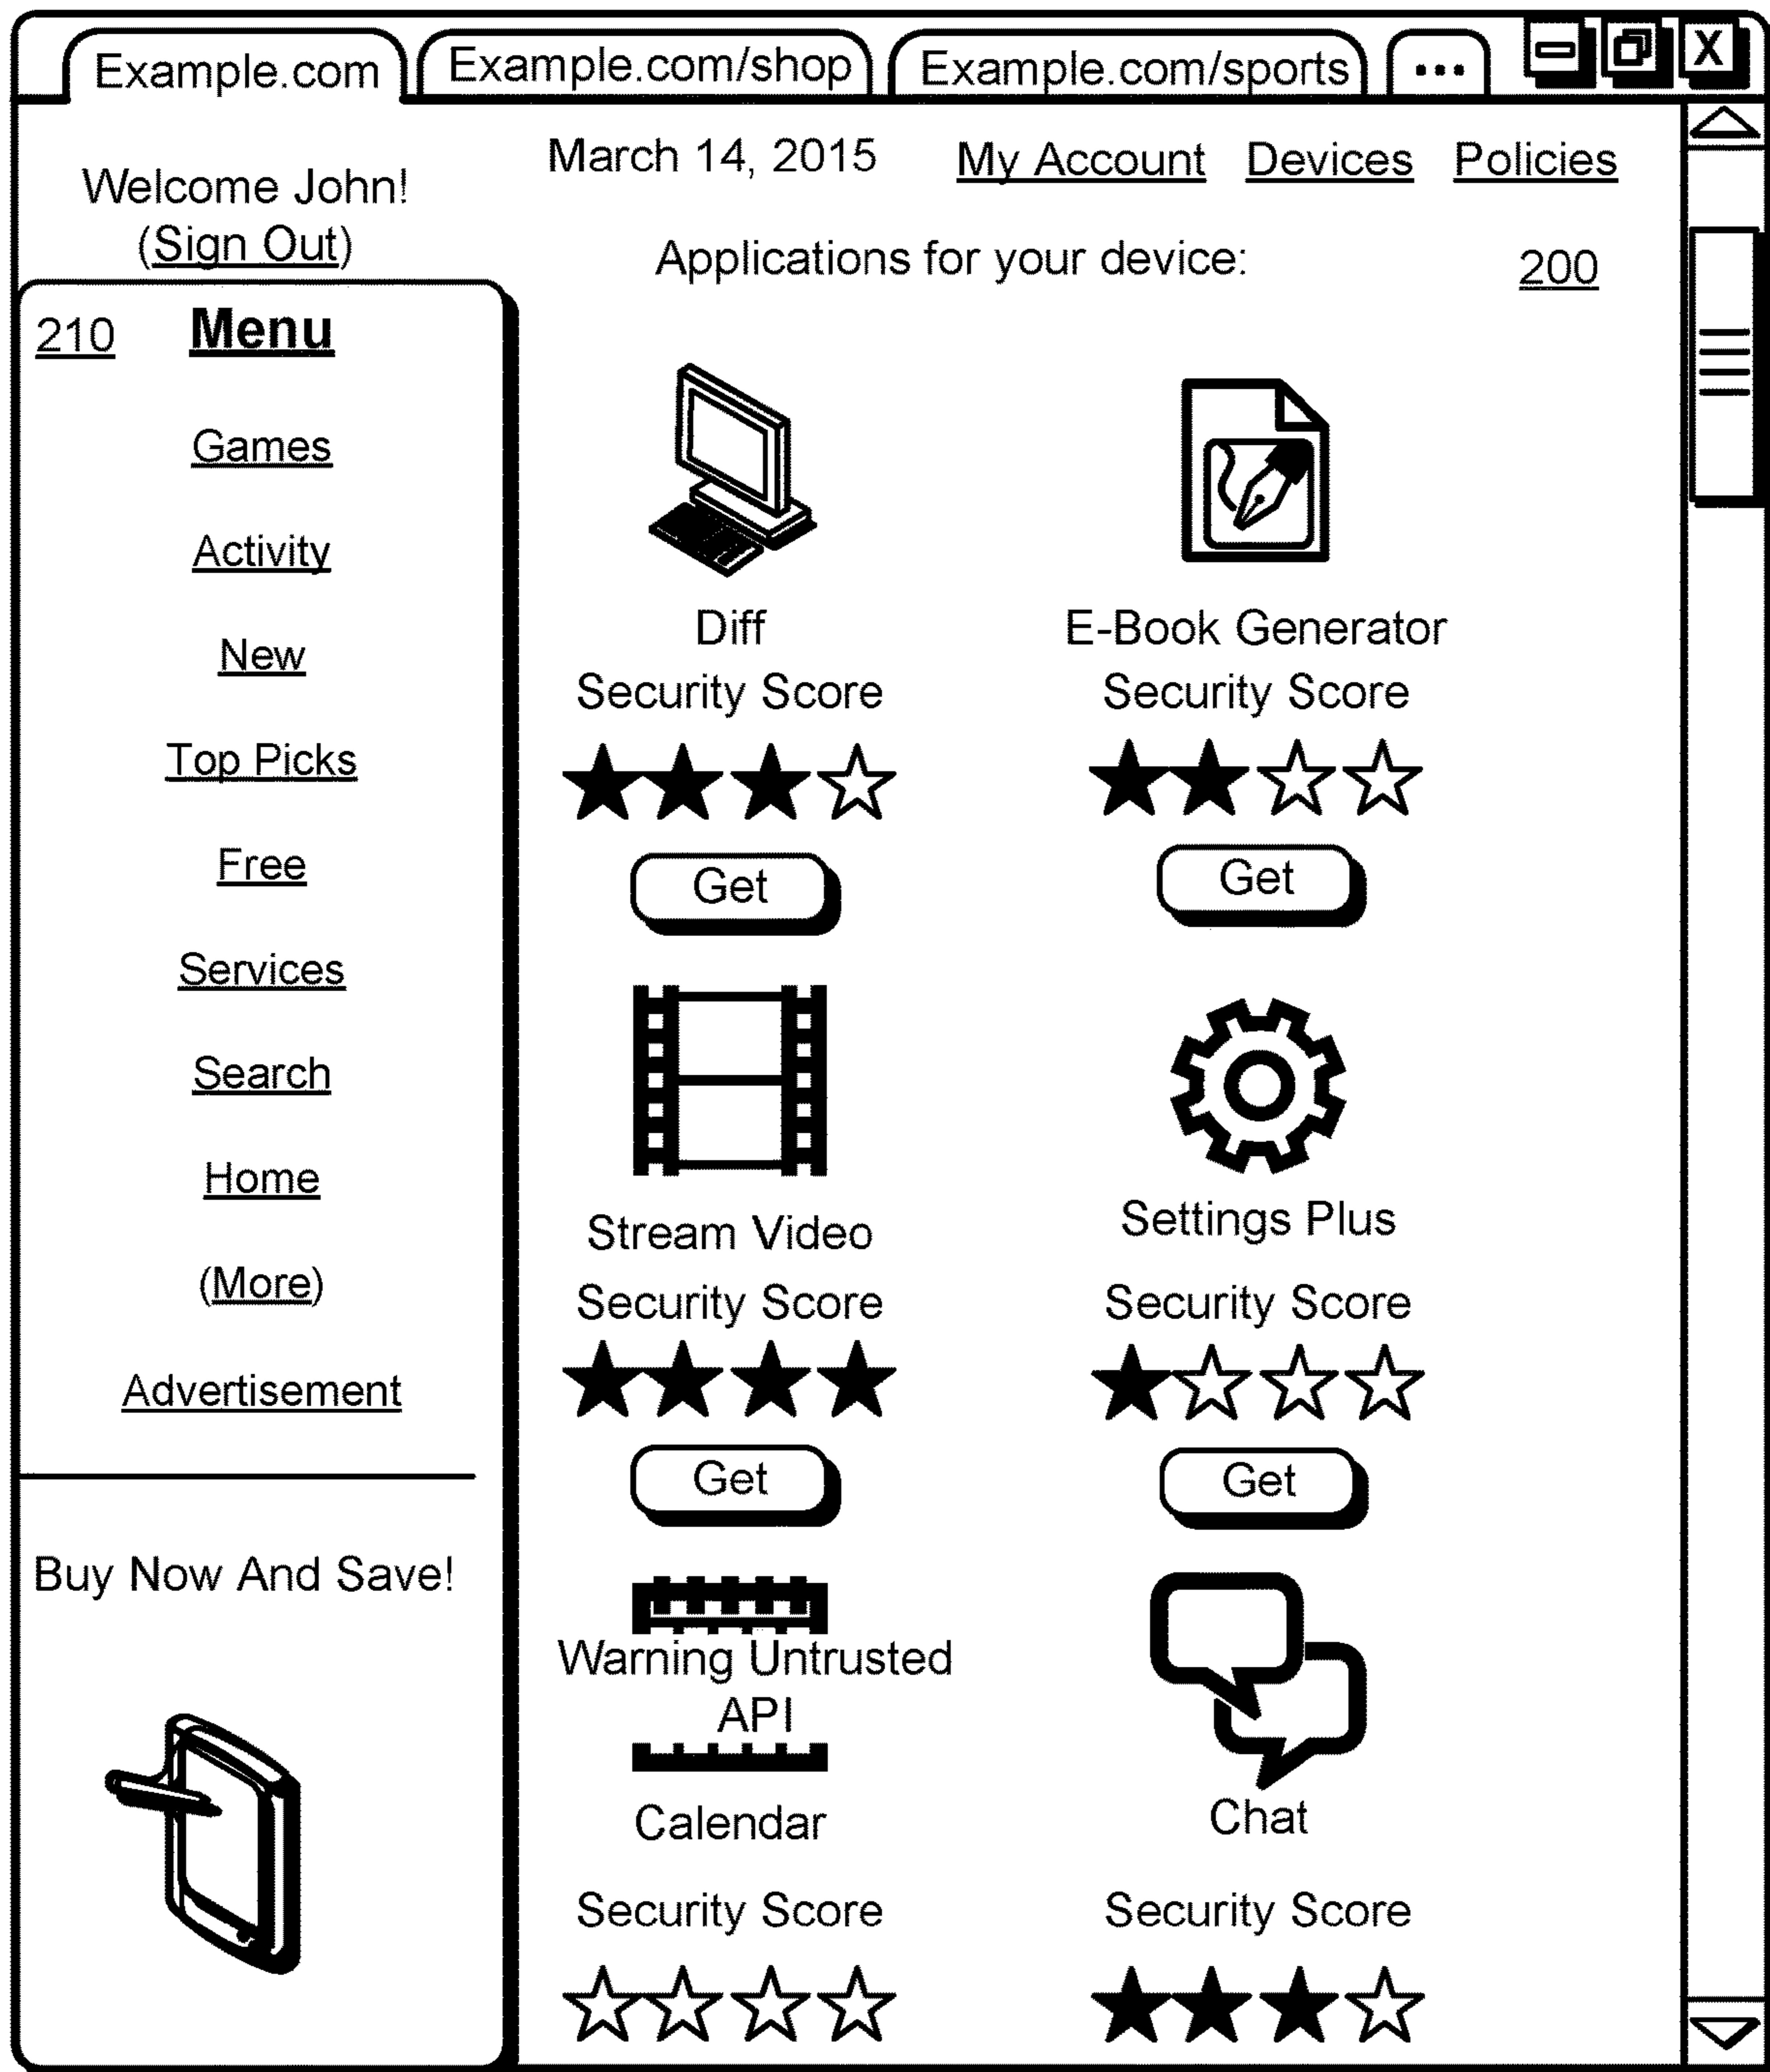 Example.com
Example.com/shop
Example.com/sports
...
X
March 14, 2015
My Account
Devices
Policies
Welcome John!
(Sign Out)
Applications for your device:
200
210
Menu
Games
Activity
New
Top Picks
Free
Services
Search
Home
(More)
Advertisement
Buy Now And Save!
Diff
Security Score
Get
E-Book Generator
Security Score
Get
Stream Video
Security Score
Get
Settings Plus
Security Score
Get
Warning Untrusted
API
Calendar
Security Score
Chat
Security Score